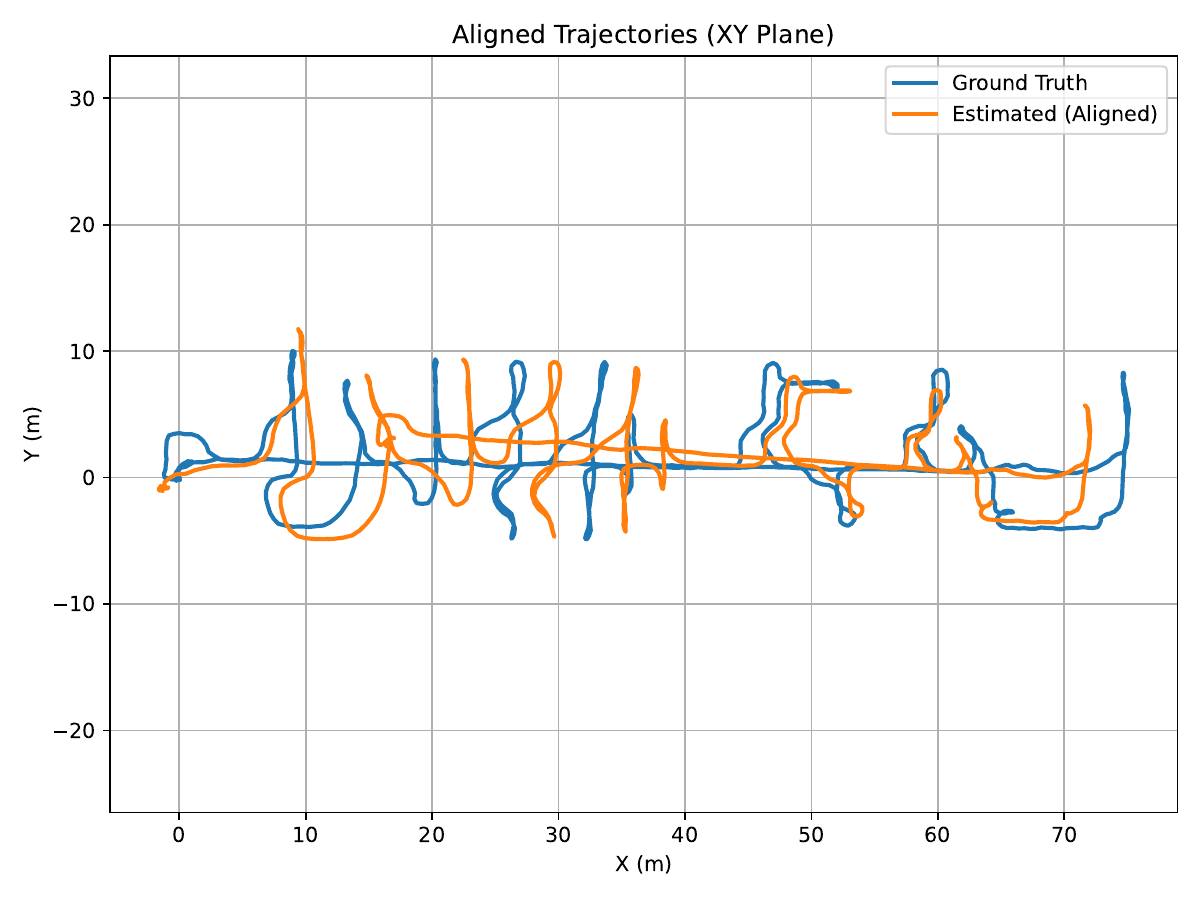 Aligned Trajectories (XY Plane)
Ground Truth
Estimated (Aligned)
30
20
10
0
−10
−20
Y (m)
0 10 20 30 40 50 60 70
X (m)